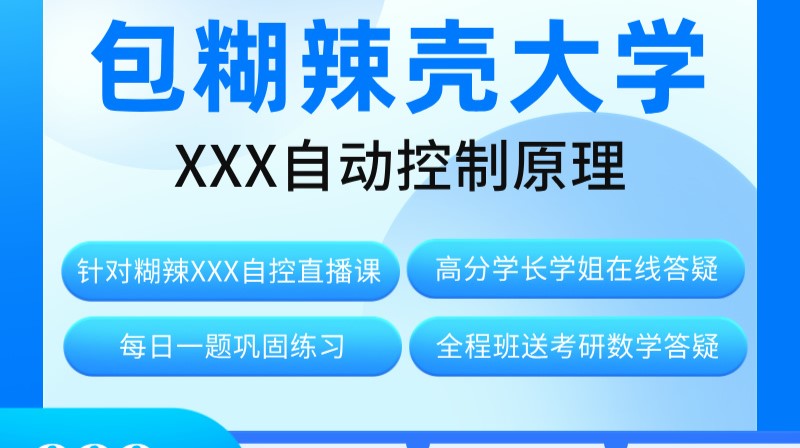 包糊辣壳大学
XXX自动控制原理
针对糊辣XXX自控直播课
高分学长学姐在线答疑
每日一题巩固练习
全程班送考研数学答疑